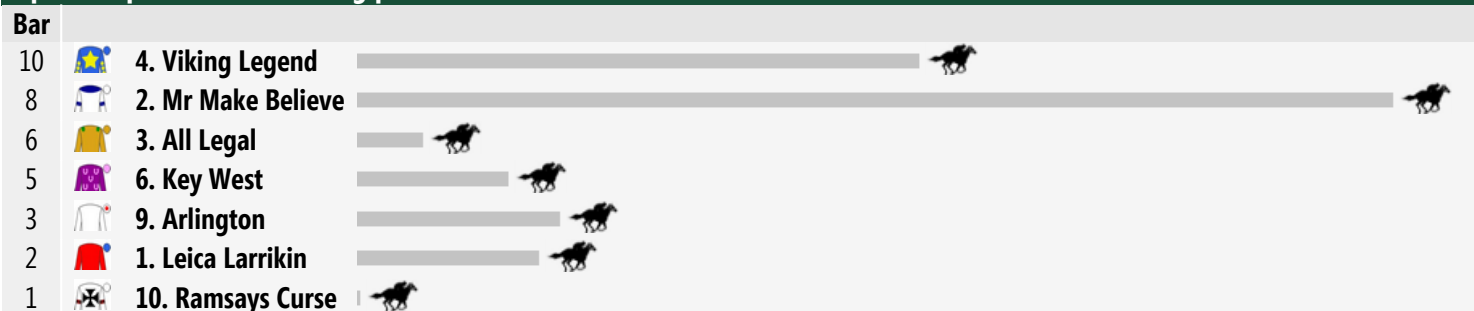 Bar
10 4. Viking Legend
8 2. Mr Make Believe
6 3. All Legal
5 6. Key West
3 9. Arlington
2 1. Leica Larrikin
1 10. Ramsays Curse